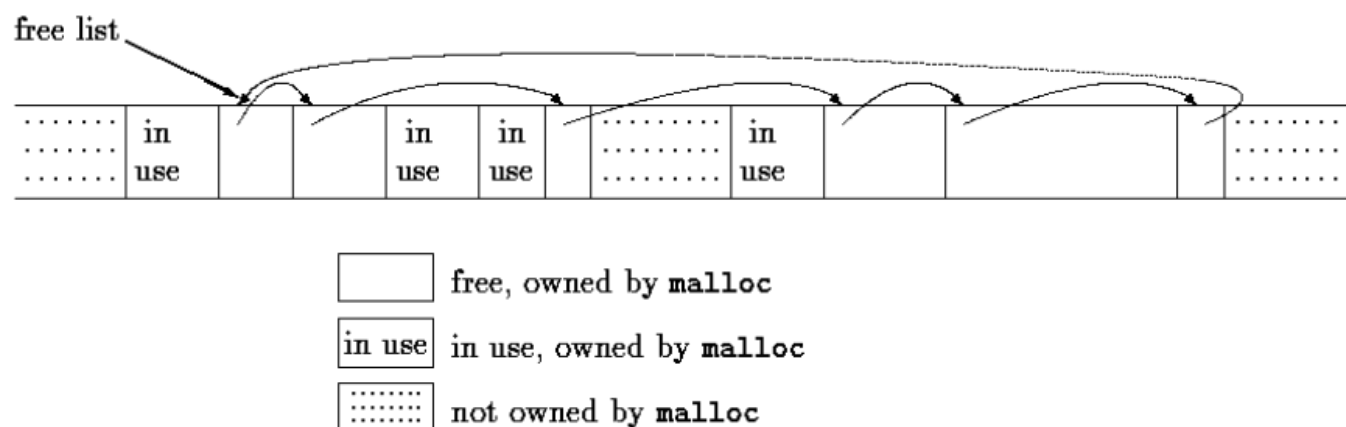 free list
in in in in
use use use use
free, owned by malloc
in use in use, owned by malloc
not owned by malloc